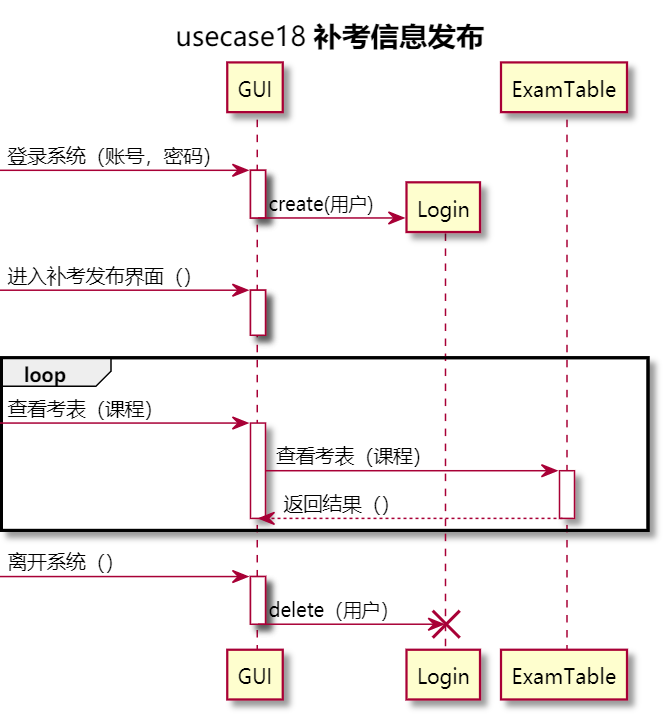 usecase18 补考信息发布
GUI
ExamTable
登录系统（账号，密码）
create(用户)
Login
进入补考发布界面（）
loop
查看考表（课程）
查看考表（课程）
返回结果（）
离开系统（）
delete（用户）
GUI
Login
ExamTable